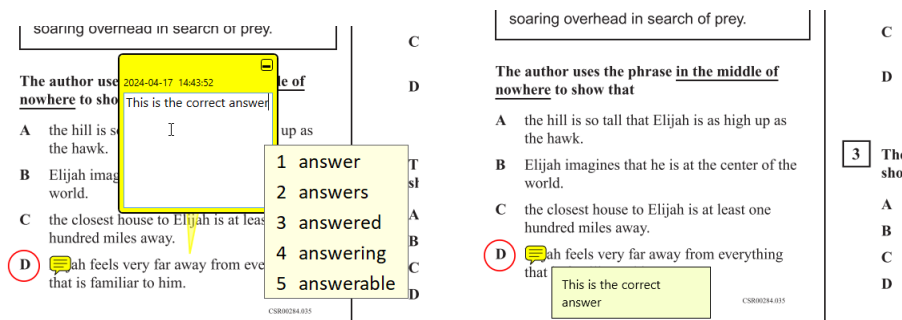 soaring overhead in search of prey.
The author use
le of
nowhere to sho
2024-04-17 14:43:52
This is the correct answer
A the hill is s
up as
the hawk.
B Elijah imag
world.
C the closest house to Elijah is at leas
hundred miles away.
D ah feels very far away from eve
that is familiar to him.
1 answer
2 answers
3 answered
4 answering
5 answerable
CSR00284.035
C
D
T
sh
A
B
C
D
soaring overhead in search of prey.
The author uses the phrase in the middle of
nowhere to show that
A the hill is so tall that Elijah is as high up as
the hawk.
B Elijah imagines that he is at the center of the
world.
C the closest house to Elijah is at least one
hundred miles away.
D ah feels very far away from everything
that
This is the correct
answer
CSR00284.035
C
D
3 The
sho
A
B
C
D